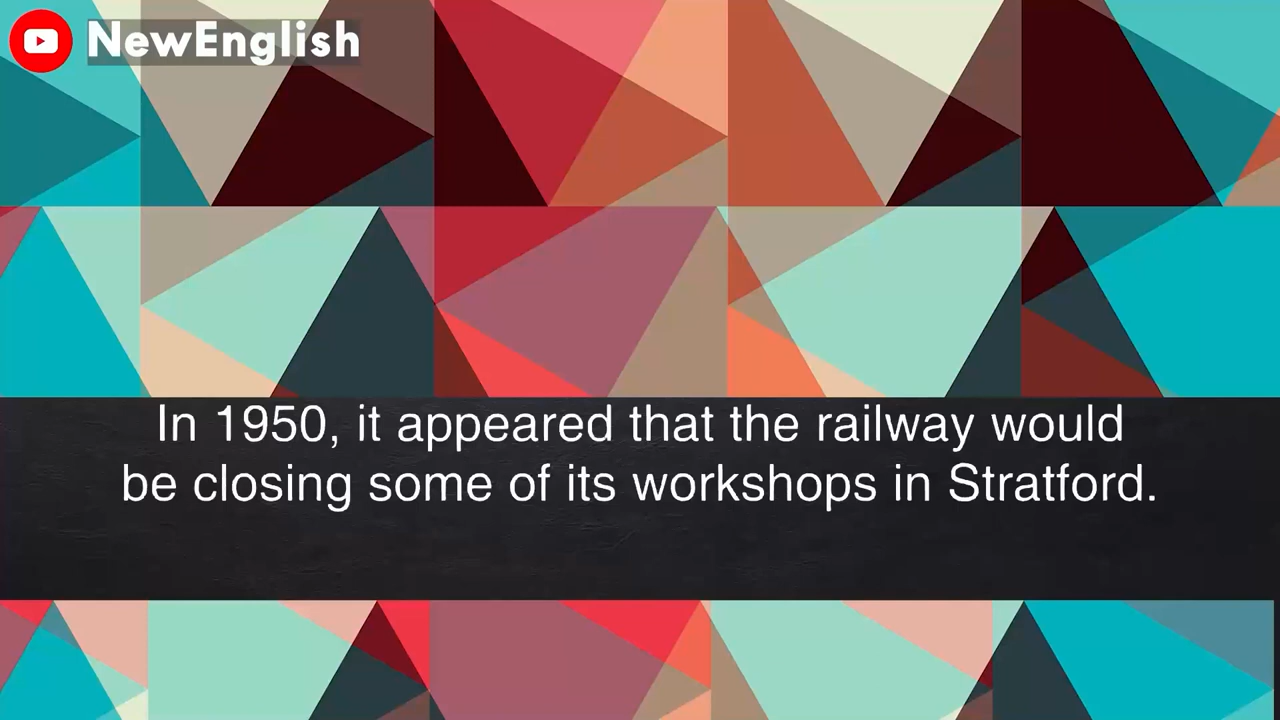 NewEnglish
In 1950, it appeared that the railway would
be closing some of its workshops in Stratford.